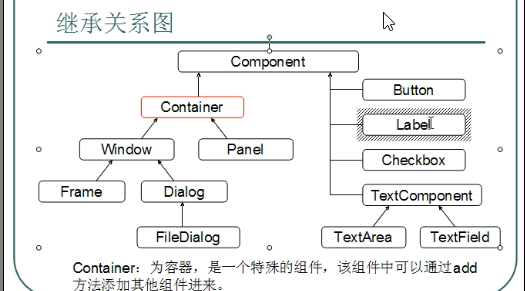 继承关系图
Component
Container
Button
Label
Window
Panel
Checkbox
Frame
Dialog
TextComponent
FileDialog
TextArea
TextField
Container：为容器，是一个特殊的组件，该组件中可以通过add
方法添加其他组件进来。